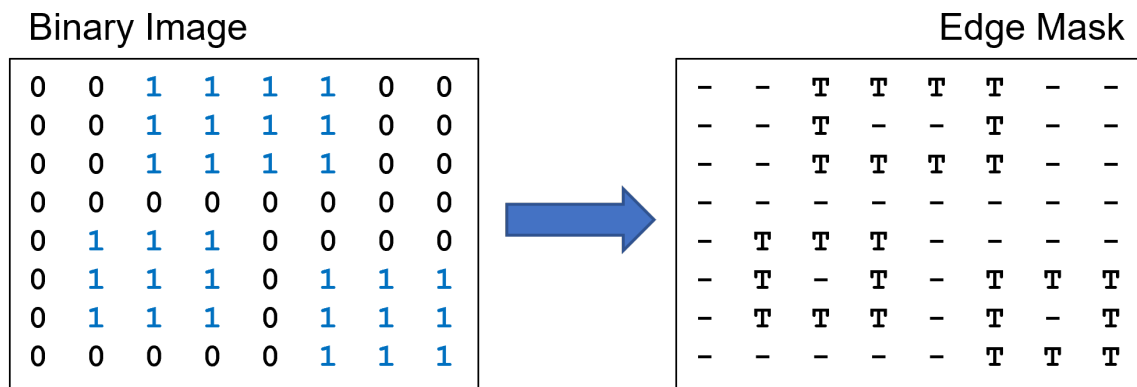 Binary Image
Edge Mask
0 0 1 1 1 1 0 0
0 0 1 1 1 1 0 0
0 0 1 1 1 1 0 0
0 0 0 0 0 0 0 0
0 1 1 1 0 0 0 0
0 1 1 1 0 1 1 1
0 1 1 1 0 1 1 1
0 0 0 0 0 1 1 1
- - T T T T - -
- - T - - T - -
- - T T T T - -
- - - - - - - -
- T T T - - - -
- T - T - T T T
- T T T - T - T
- - - - - T T T